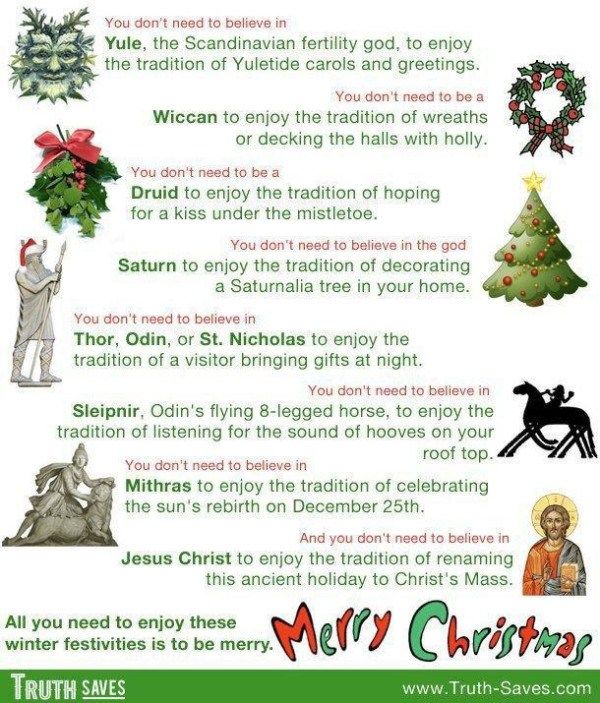 You don't need to believe in
Yule, the Scandinavian fertility god, to enjoy
the tradition of Yuletide carols and greetings.
You don't need to be a
Wiccan to enjoy the tradition of wreaths
or decking the halls with holly.
You don't need to be a
Druid to enjoy the tradition of hoping
for a kiss under the mistletoe.
You don't need to believe in the god
Saturn to enjoy the tradition of decorating
a Saturnalia tree in your home.
You don't need to believe in
Thor, Odin, or St. Nicholas to enjoy the
tradition of a visitor bringing gifts at night.
You don't need to believe in
Sleipnir, Odin's flying 8-legged horse, to enjoy the
tradition of listening for the sound of hooves on your
roof top.
You don't need to believe in
Mithras to enjoy the tradition of celebrating
the sun's rebirth on December 25th.
And you don't need to believe in
Jesus Christ to enjoy the tradition of renaming
this ancient holiday to Christ's Mass.
All you need to enjoy these
winter festivities is to be merry.
Merry Christmas
TRUTH SAVES
www.Truth-Saves.com